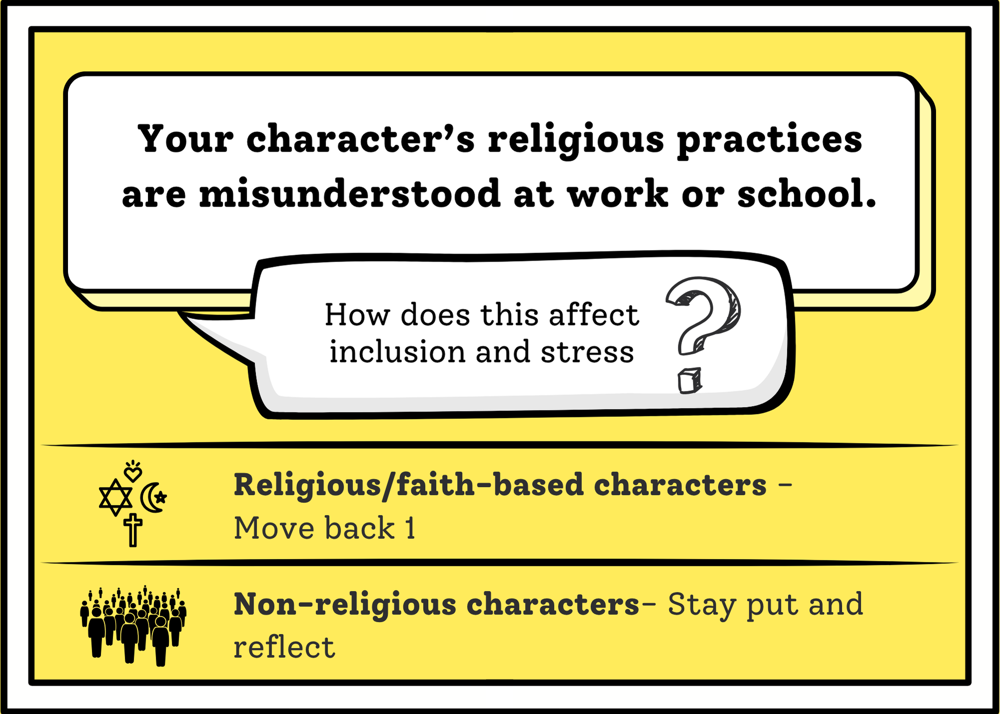 Your character’s religious practices
are misunderstood at work or school.
How does this affect
inclusion and stress
?
Religious/faith-based characters –
Move back 1
Non-religious characters– Stay put and
reflect